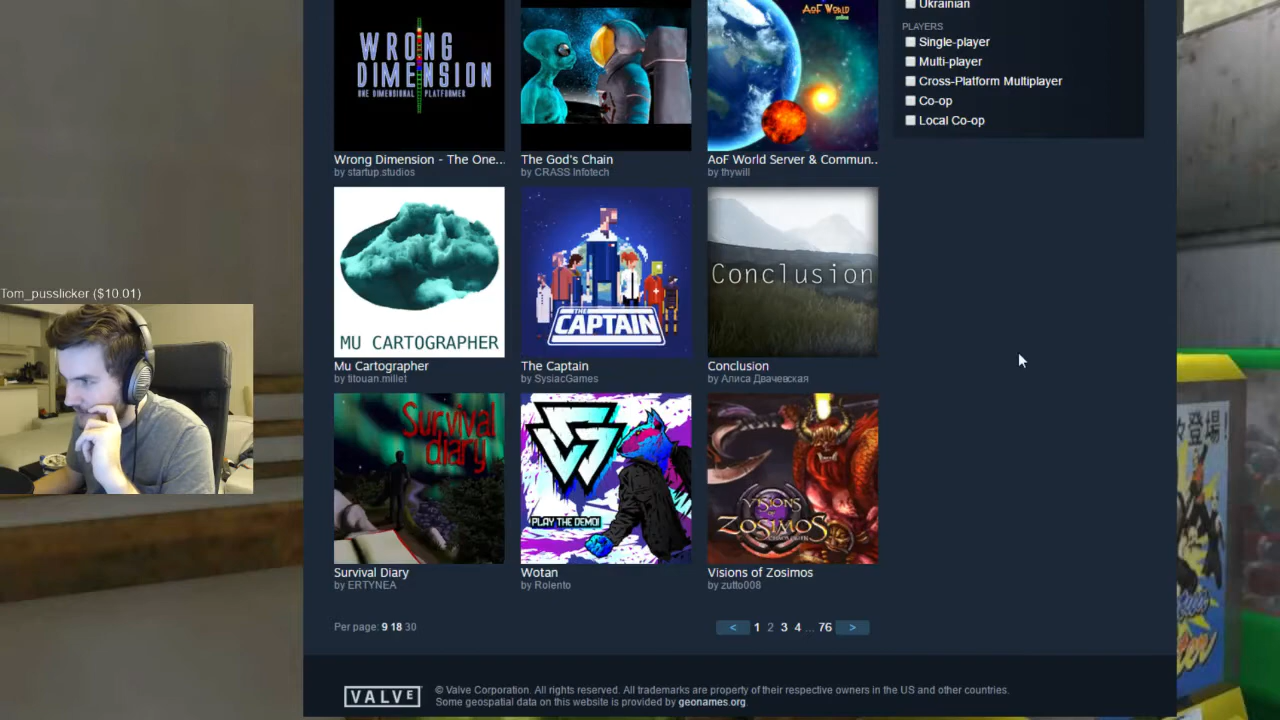 Ukrainian
PLAYERS
Single-player
Multi-player
Cross-Platform Multiplayer
Co-op
Local Co-op
WRONG
DIMENSION
ONE DIMENSIONAL PLATFORMER
AOF WORLD
Wrong Dimension - The One...
by startup.studios
The God's Chain
by CRASS Infotech
AoF World Server & Commun..
by thywill
MU CARTOGRAPHER
THE
CAPTAIN
Conclusion
Mu Cartographer
by titouan.millet
The Captain
by SysiacGames
Conclusion
by Алиса Двачевская
Tom_pusslicker ($10.01)
Survival
diary
PLAY THE DEMO!
VISIONS
OF
ZOSIMOS
Survival Diary
by ERTYNEA
Wotan
by Rolento
Visions of Zosimos
by zutto008
Per page: 9 18 30
< 1 2 3 4 ... 76 >
VALVE
© Valve Corporation. All rights reserved. All trademarks are property of their respective owners in the US and other countries.
Some geospatial data on this website is provided by geonames.org.
登場!